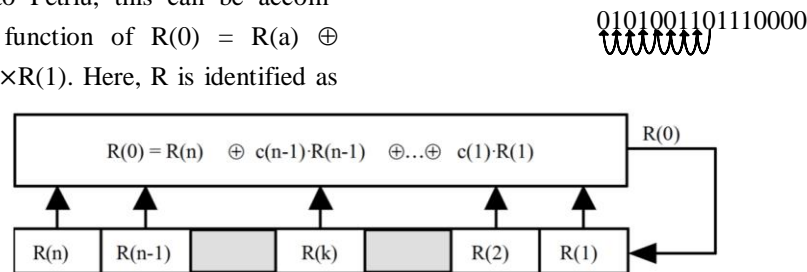 to Petriu, this can be accom-
function of R(0) = R(a) ⊕
×R(1). Here, R is identified as
0101001101110000
R(0) = R(n) ⊕ c(n-1)·R(n-1) ⊕...⊕ c(1)·R(1)
R(0)
R(n) R(n-1) R(k) R(2) R(1)